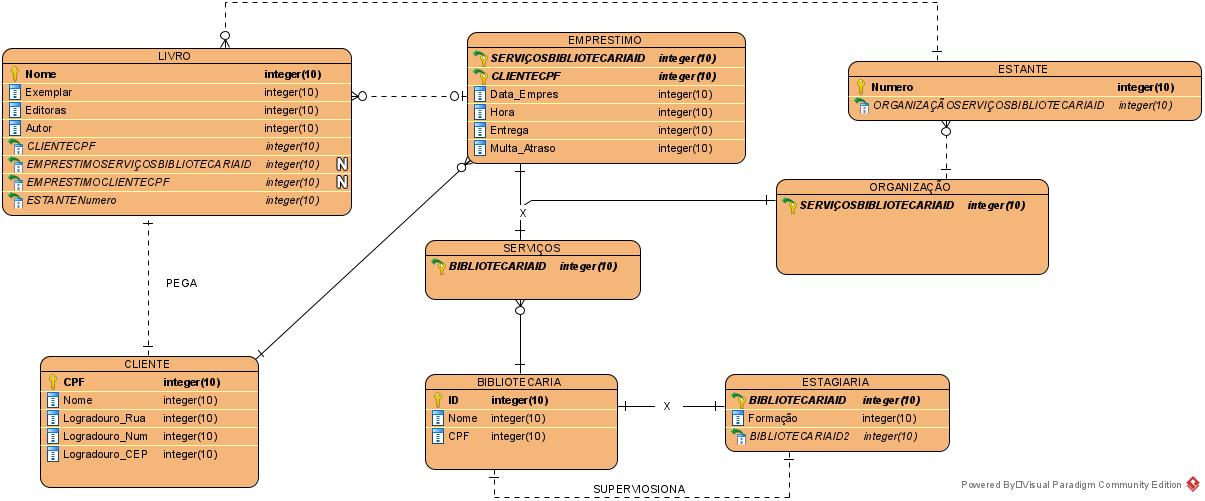 LIVRO
Nome integer(10)
Exemplar integer(10)
Editoras integer(10)
Autor integer(10)
CLIENTECPF integer(10)
EMPRESTIMOSERVIÇOSBIBLIOTECARIAID integer(10) N
EMPRESTIMOCLIENTECPF integer(10) N
ESTANTENumero integer(10)
EMPRESTIMO
SERVIÇOSBIBLIOTECARIAID integer(10)
CLIENTECPF integer(10)
Data_Empres integer(10)
Hora integer(10)
Entrega integer(10)
Multa_Atraso integer(10)
ESTANTE
Numero integer(10)
ORGANIZAÇÃOSERVIÇOSBIBLIOTECARIAID integer(10)
ORGANIZAÇÃO
SERVIÇOSBIBLIOTECARIAID integer(10)
X
SERVIÇOS
BIBLIOTECARIAID integer(10)
PEGA
CLIENTE
CPF integer(10)
Nome integer(10)
Logradouro_Rua integer(10)
Logradouro_Num integer(10)
Logradouro_CEP integer(10)
BIBLIOTECARIA
ID integer(10)
Nome integer(10)
CPF integer(10)
X
ESTAGIARIA
BIBLIOTECARIAID integer(10)
Formação integer(10)
BIBLIOTECARIAID2 integer(10)
SUPERVIOSIONA
Powered By Visual Paradigm Community Edition